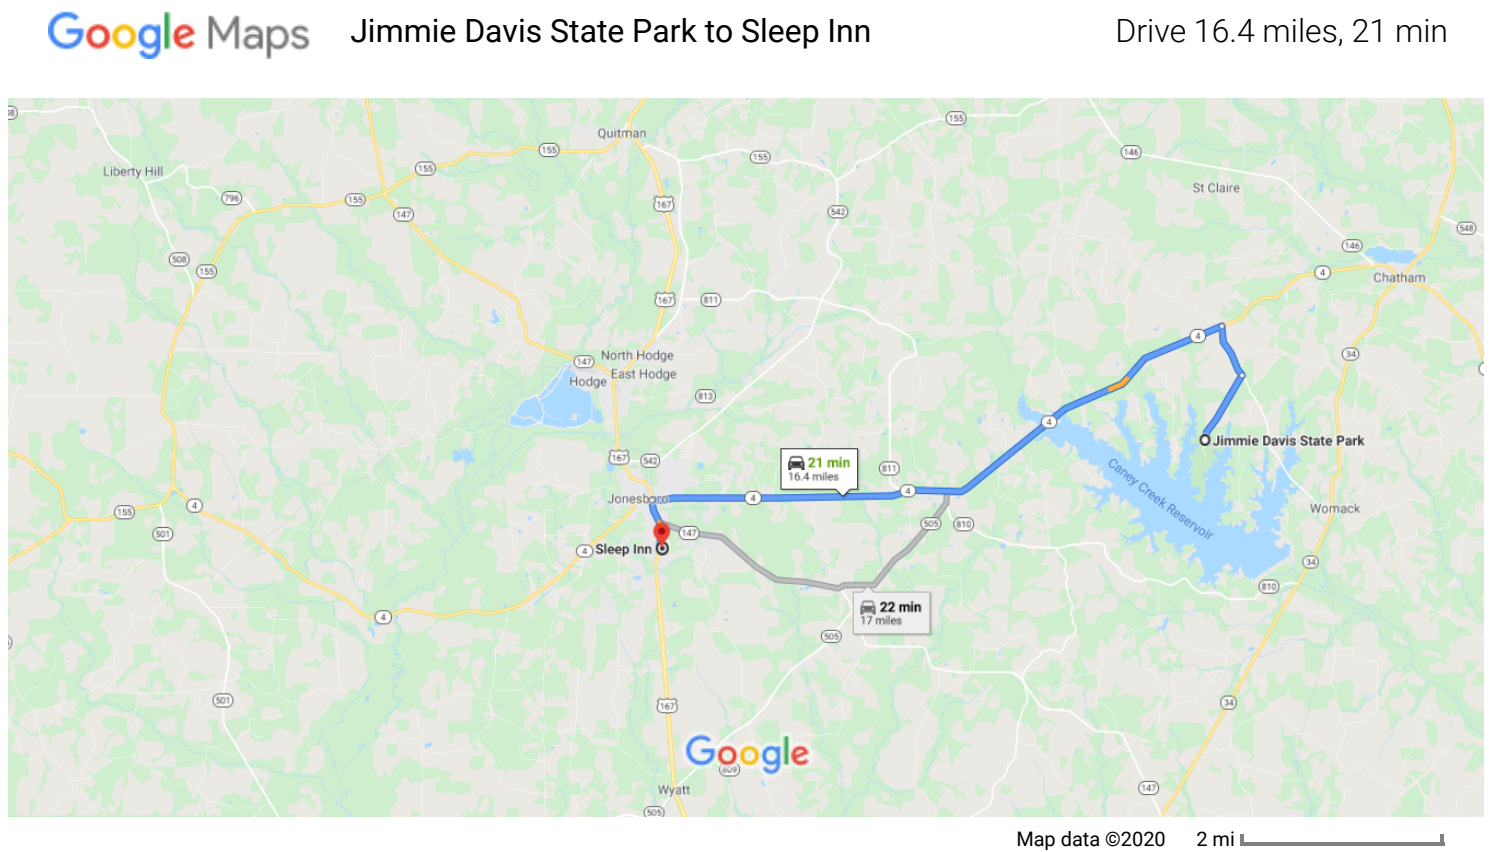 Google Maps Jimmie Davis State Park to Sleep Inn Drive 16.4 miles, 21 min
155
Quitman
146
155
155
155
Liberty Hill
St Claire
796
155
167
147
542
548
146
508
155
4
Chatham
167
811
4
147
North Hodge
34
East Hodge
Hodge
813
4
Jimmie Davis State Park
167
542
21 min
16.4 miles
811
Caney Creek Reservoir
4
Jonesboro
4
4
155
Womack
501
147
505
810
4
Sleep Inn
34
810
22 min
17 miles
4
505
501
167
34
Google
809
Wyatt
147
505
Map data ©2020 2 mi